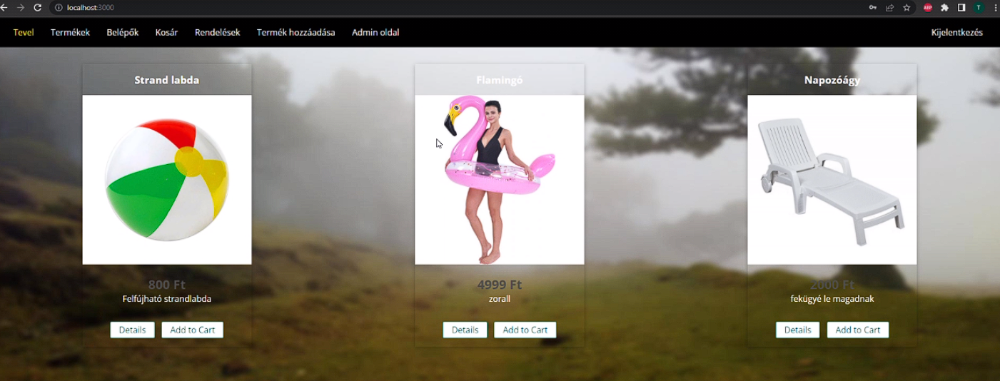 localhost:3000
ABP
T
Tevel Termékek Belépők Kosár Rendelések Termék hozzáadása Admin oldal Kijelentkezés
Strand labda
800 Ft
Felfújható strandlabda
Details Add to Cart
Flamingó
4999 Ft
zorall
Details Add to Cart
Napozóágy
2000 Ft
fekügyé le magadnak
Details Add to Cart